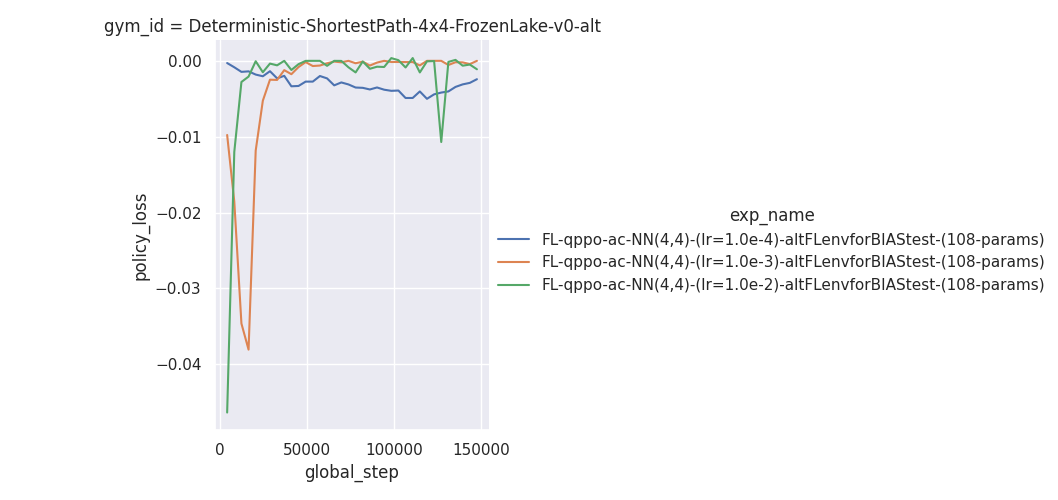 gym_id = Deterministic-ShortestPath-4x4-FrozenLake-v0-alt
0.00
−0.01
−0.02
−0.03
−0.04
policy_loss
0
50000
100000
150000
global_step
exp_name
FL-qppo-ac-NN(4,4)-(lr=1.0e-4)-altFLenvforBIAStest-(108-params)
FL-qppo-ac-NN(4,4)-(lr=1.0e-3)-altFLenvforBIAStest-(108-params)
FL-qppo-ac-NN(4,4)-(lr=1.0e-2)-altFLenvforBIAStest-(108-params)